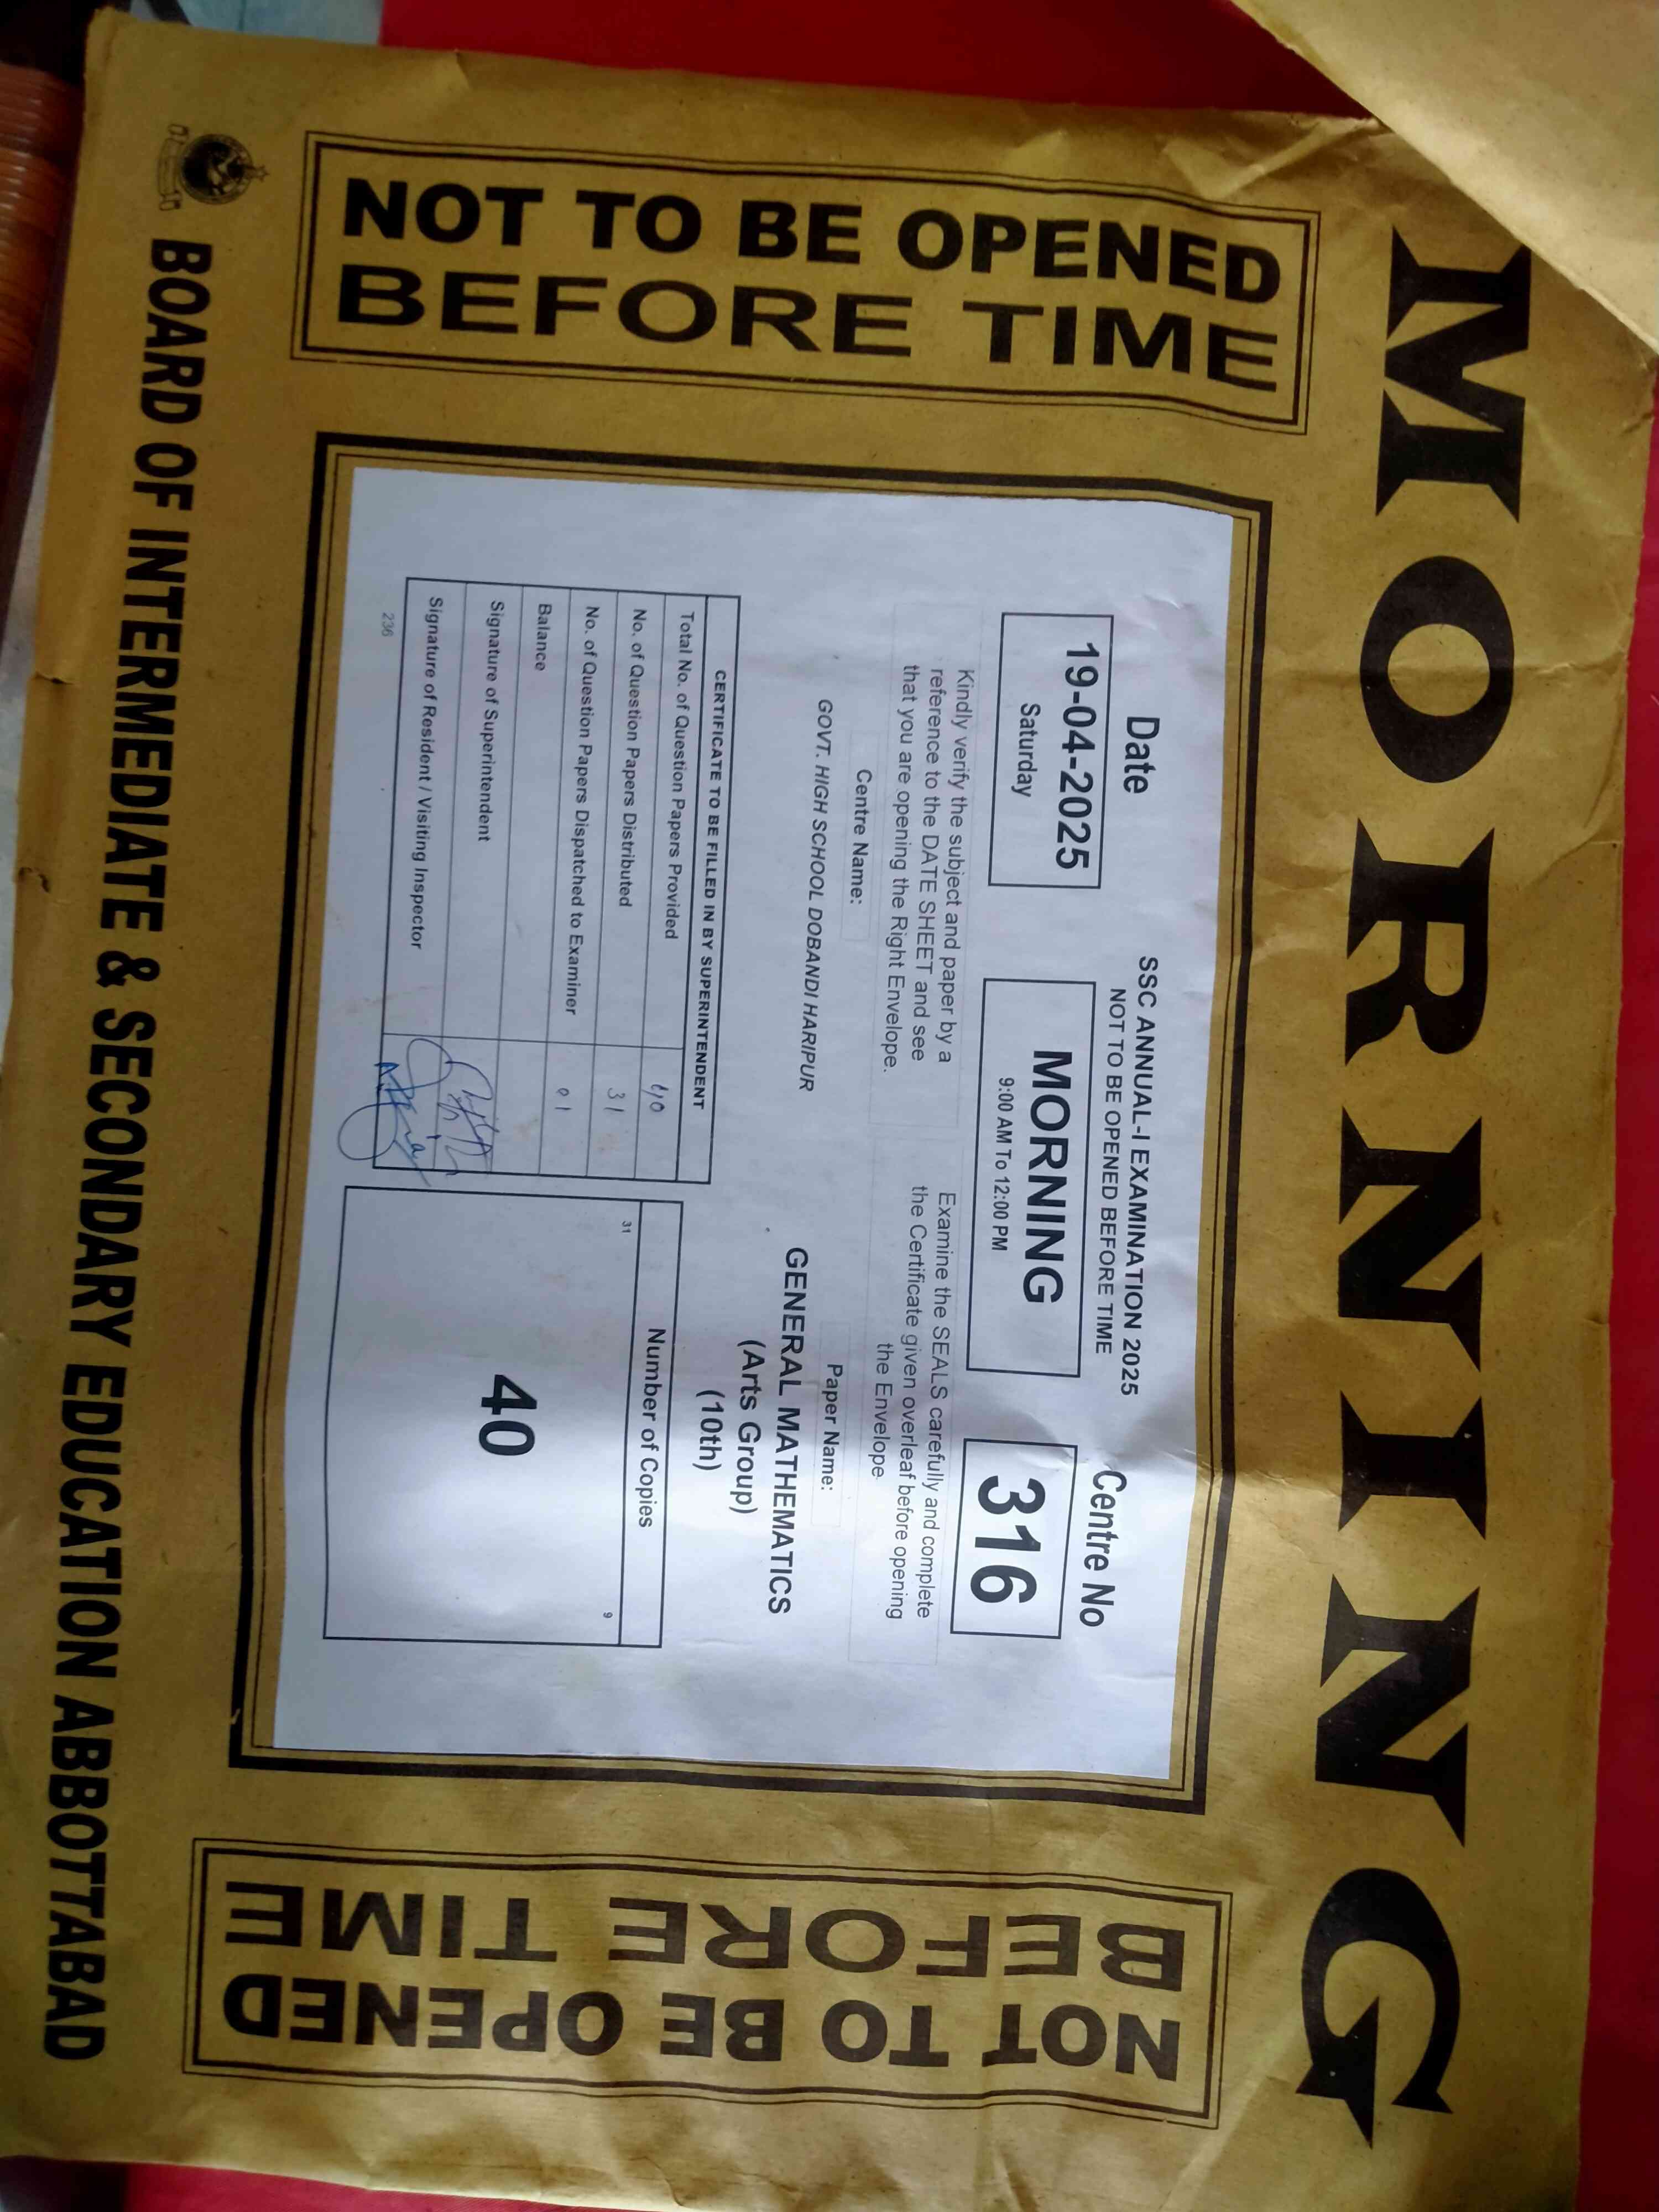 MORNING
NOT TO BE OPENED
BEFORE TIME
SSC ANNUAL-I EXAMINATION 2025
NOT TO BE OPENED BEFORE TIME
Date
19-04-2025
Saturday
MORNING
9:00 AM To 12:00 PM
Centre No
316
Kindly verify the subject and paper by a
reference to the DATE SHEET and see
that you are opening the Right Envelope.
Examine the SEALS carefully and complete
the Certificate given overleaf before opening
the Envelope
Centre Name:
GOVT. HIGH SCHOOL DOBANDI HARIPUR
Paper Name:
GENERAL MATHEMATICS
(Arts Group)
(10th)
CERTIFICATE TO BE FILLED IN BY SUPERINTENDENT
Total No. of Question Papers Provided 40
No. of Question Papers Distributed 31
No. of Question Papers Dispatched to Examiner 01
Balance
Signature of Superintendent
Signature of Resident / Visiting Inspector
236
Number of Copies
31
9
40
NOT TO BE OPENED
BEFORE TIME
BOARD OF INTERMEDIATE & SECONDARY EDUCATION ABBOTTABAD